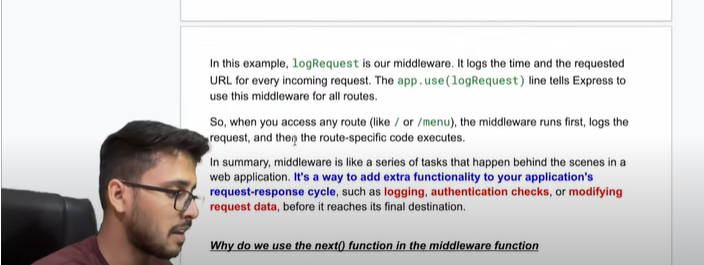 In this example, logRequest is our middleware. It logs the time and the requested
URL for every incoming request. The app.use(logRequest) line tells Express to
use this middleware for all routes.
So, when you access any route (like / or /menu), the middleware runs first, logs the
request, and then the route-specific code executes.
In summary, middleware is like a series of tasks that happen behind the scenes in a
web application. It's a way to add extra functionality to your application's
request-response cycle, such as logging, authentication checks, or modifying
request data, before it reaches its final destination.
Why do we use the next() function in the middleware function